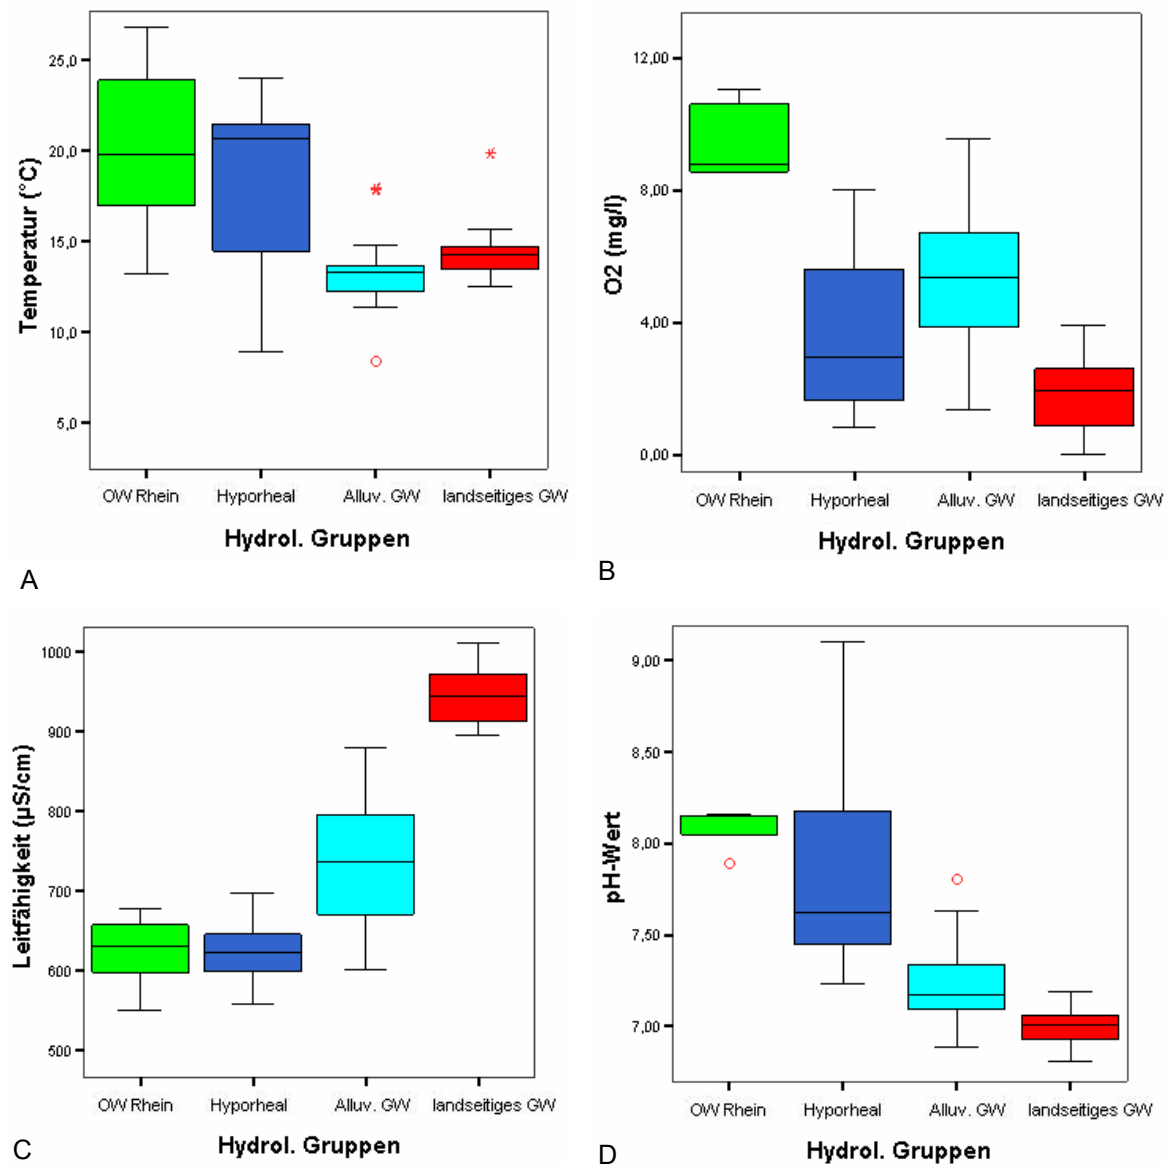 Temperatur (°C)
25,0
20,0
15,0
10,0
5,0
OW Rhein Hyporheal Alluv. GW landseitiges GW
Hydrol. Gruppen
A
O2 (mg/l)
12,00
8,00
4,00
0,00
OW Rhein Hyporheal Alluv. GW landseitiges GW
Hydrol. Gruppen
B
Leitfähigkeit (µS/cm)
1000
900
800
700
600
500
OW Rhein Hyporheal Alluv. GW landseitiges GW
Hydrol. Gruppen
C
pH-Wert
9,00
8,50
8,00
7,50
7,00
OW Rhein Hyporheal Alluv. GW landseitiges GW
Hydrol. Gruppen
D